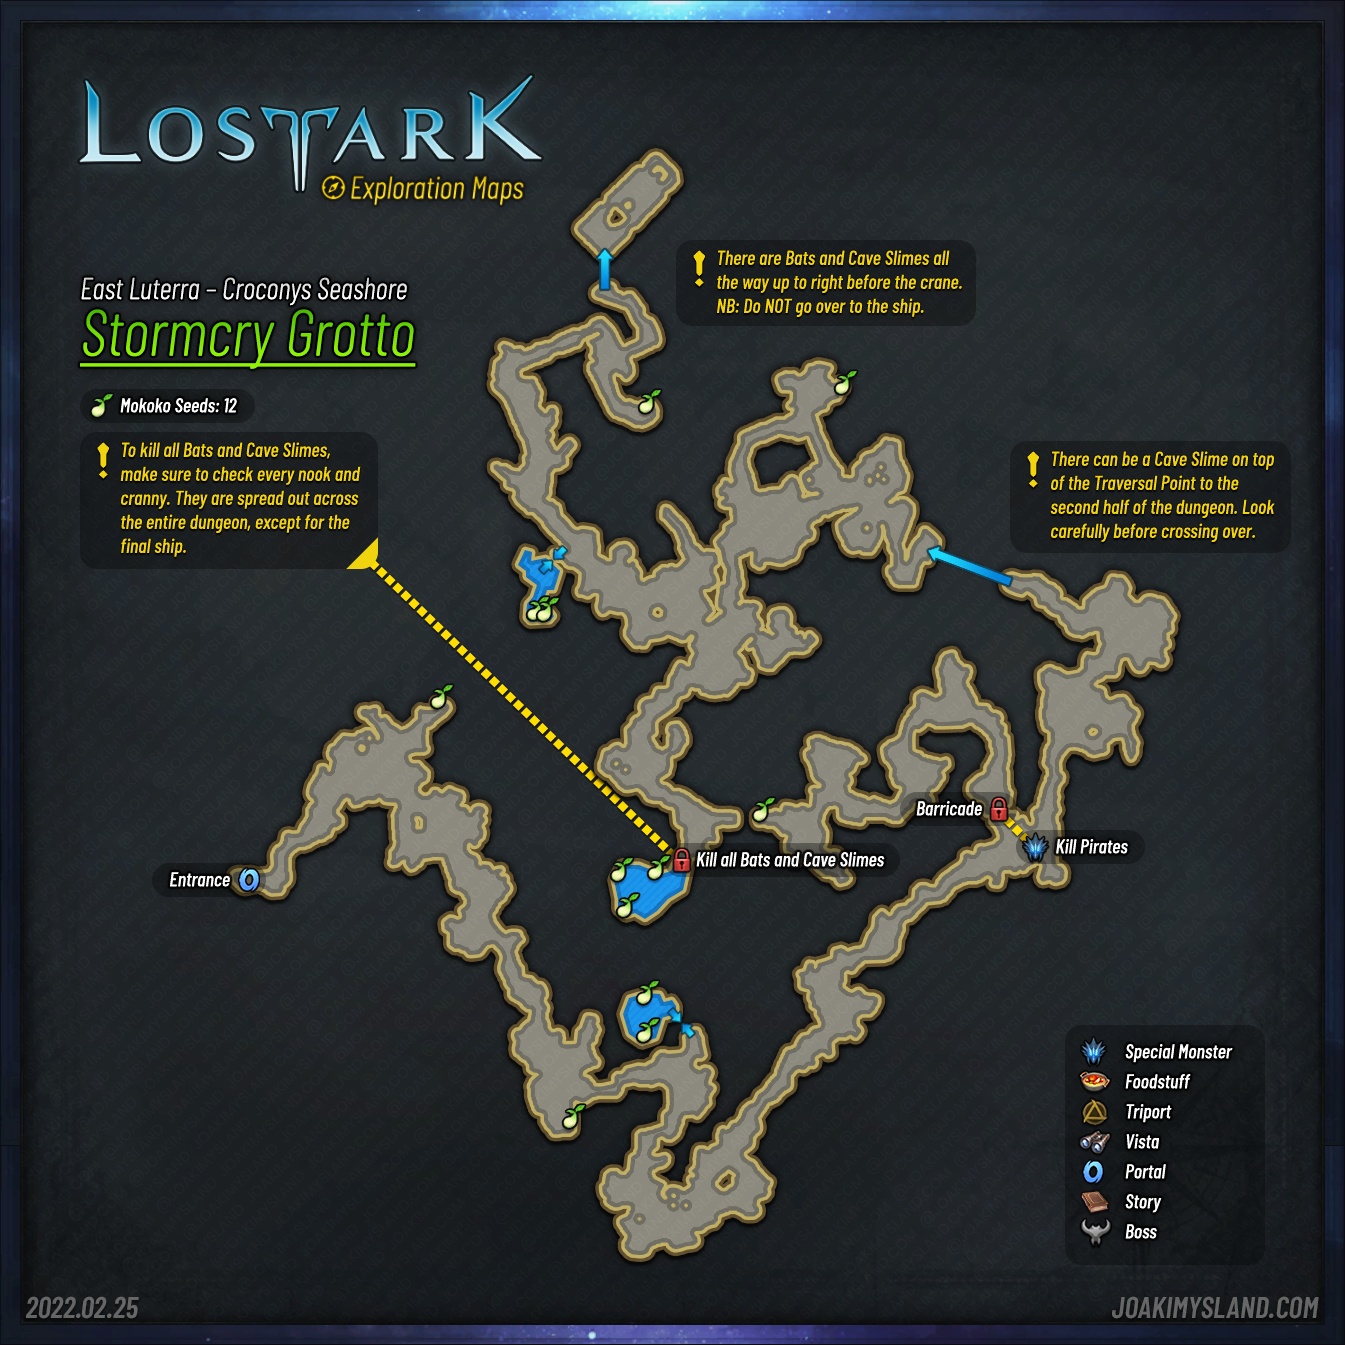 LOST ARK
Exploration Maps
East Luterra – Croconys Seashore
Stormcry Grotto
Mokoko Seeds: 12
To kill all Bats and Cave Slimes,
make sure to check every nook and
cranny. They are spread out across
the entire dungeon, except for the
final ship.
There are Bats and Cave Slimes all
the way up to right before the crane.
NB: Do NOT go over to the ship.
There can be a Cave Slime on top
of the Traversal Point to the
second half of the dungeon. Look
carefully before crossing over.
Barricade
Kill Pirates
Kill all Bats and Cave Slimes
Entrance
Special Monster
Foodstuff
Triport
Vista
Portal
Story
Boss
2022.02.25
JOAKIMYSLAND.COM